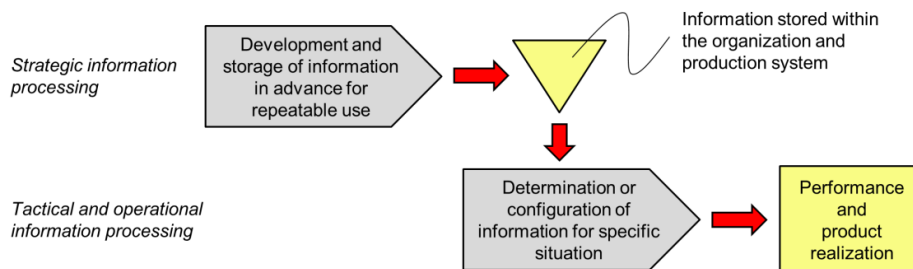 Strategic information
processing
Development and
storage of information
in advance for
repeatable use
Information stored within
the organization and
production system
Tactical and operational
information processing
Determination or
configuration of
information for specific
situation
Performance
and
product
realization